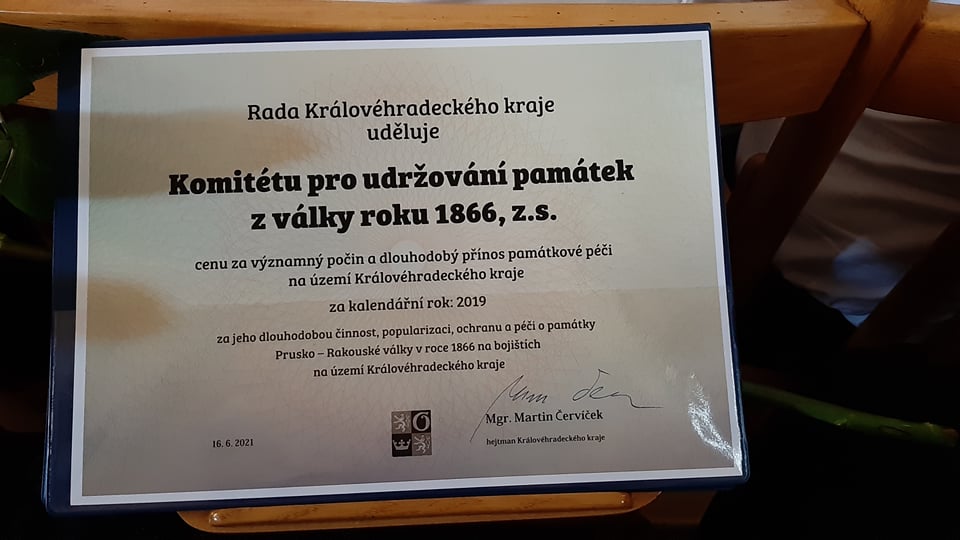 Rada Královéhradeckého kraje
uděluje
Komitétu pro udržování památek
z války roku 1866, z.s.
cenu za významný počin a dlouhodobý přínos památkové péči
na území Královéhradeckého kraje
za kalendářní rok: 2019
za jeho dlouhodobou činnost, popularizaci, ochranu a péči o památky
Prusko – Rakouské války v roce 1866 na bojištích
na území Královéhradeckého kraje
Mgr. Martin Červíček
hejtman Královéhradeckého kraje
16. 6. 2021